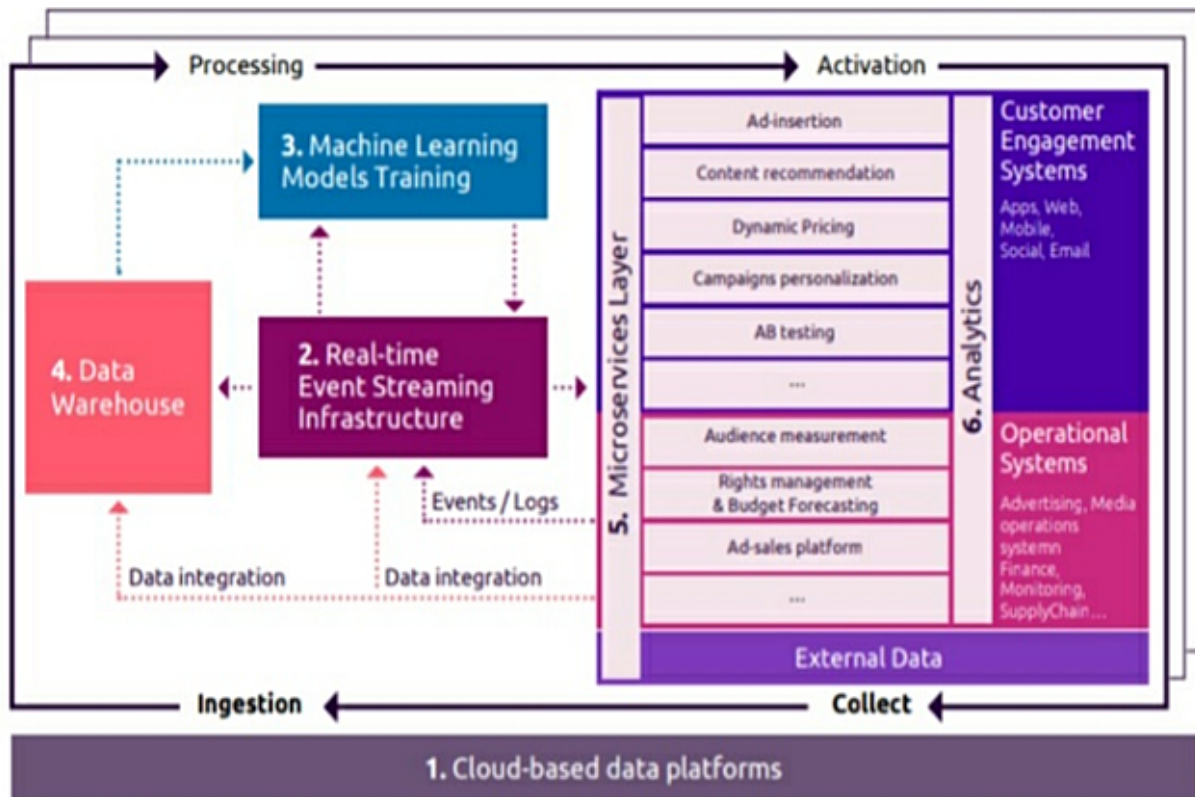 Processing
Activation
3. Machine Learning
Models Training
4. Data
Warehouse
2. Real-time
Event Streaming
Infrastructure
Events / Logs
Data integration
Data integration
5. Microservices Layer
Ad-insertion
Content recommendation
Dynamic Pricing
Campaigns personalization
AB testing
...
Audience measurement
Rights management
& Budget Forecasting
Ad-sales platform
...
6. Analytics
Customer
Engagement
Systems
Apps, Web,
Mobile,
Social, Email
Operational
Systems
Advertising, Media
operations
systemn
Finance,
Monitoring,
SupplyChain...
External Data
Ingestion
Collect
1. Cloud-based data platforms